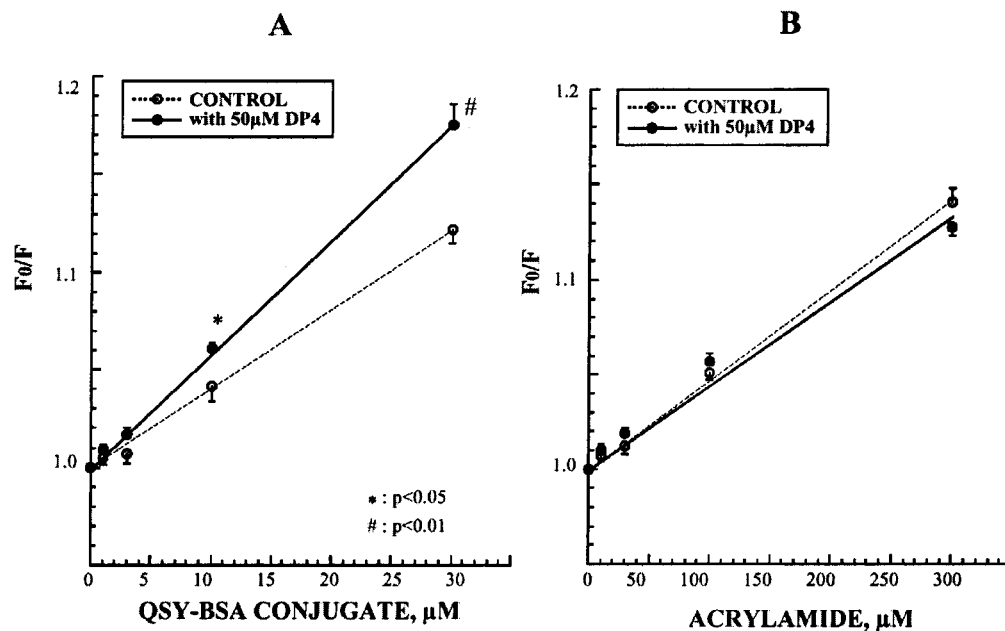 A
CONTROL
with 50μM DP4
1.2
1.1
1.0
F0/F
*
#
* : p<0.05
# : p<0.01
0 5 10 15 20 25 30 35
QSY-BSA CONJUGATE, μM
B
CONTROL
with 50μM DP4
1.2
1.1
1.0
F0/F
0 50 100 150 200 250 300
ACRYLAMIDE, μM